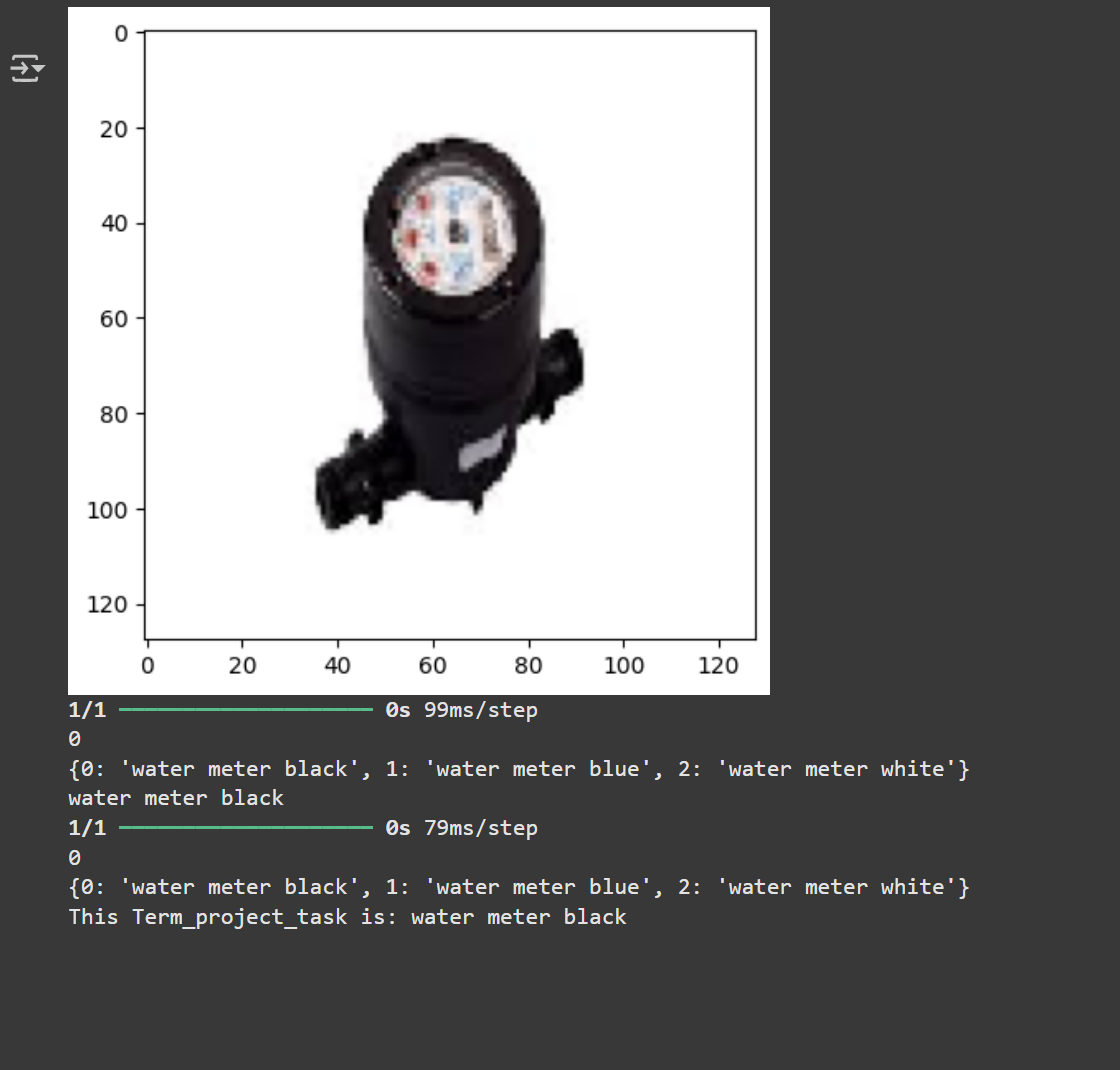 0
20
40
60
80
100
120
0 20 40 60 80 100 120
1/1 ━━━━━━━━━━━━━━━━━━━━ 0s 99ms/step
0
{0: 'water meter black', 1: 'water meter blue', 2: 'water meter white'}
water meter black
1/1 ━━━━━━━━━━━━━━━━━━━━ 0s 79ms/step
0
{0: 'water meter black', 1: 'water meter blue', 2: 'water meter white'}
This Term_project_task is: water meter black